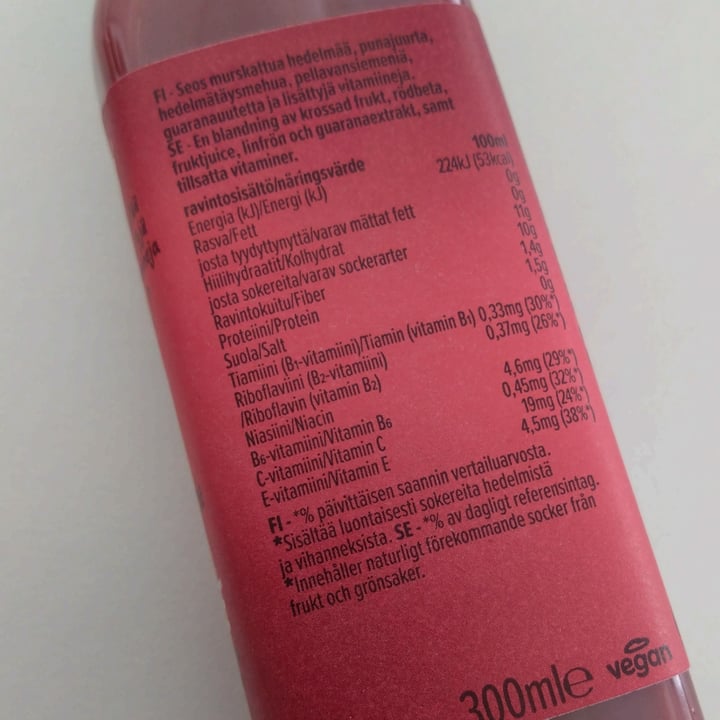 FI - Seos murskattua hedelmää, punajuurta,
hedelmätäysmehua, pellavansiemeniä,
guaranauutetta ja lisättyjä vitamiineja.
SE - En blandning av krossad frukt, rödbeta,
fruktjuice, linfrön och guaranaextrakt, samt
tillsatta vitaminer.
ravintosisältö/näringsvärde 100ml
Energia (kJ)/Energi (kJ) 224kJ (53kcal)
Rasva/Fett 0g
josta tyydyttynyttä/varav mättat fett 0g
Hiilihydraatit/Kolhydrat 11g
josta sokereita/varav sockerarter 10g
Ravintokuitu/Fiber 1,4g
Proteiini/Protein 1,5g
Suola/Salt 0g
Tiamiini (B1-vitamiini)/Tiamin (vitamin B1) 0,33mg (30%*)
Riboflaviini (B2-vitamiini) 0,37mg (26%*)
/Riboflavin (vitamin B2)
Niasiini/Niacin 4,6mg (29%*)
B6-vitamiini/Vitamin B6 0,45mg (32%*)
C-vitamiini/Vitamin C 19mg (24%*)
E-vitamiini/Vitamin E 4,5mg (38%*)
FI - *% päivittäisen saannin vertailuarvosta.
*Sisältää luontaisesti sokereita hedelmistä
ja vihanneksista. SE - *% av dagligt referensintag.
*Innehåller naturligt förekommande socker från
frukt och grönsaker.
300ml℮ vegan